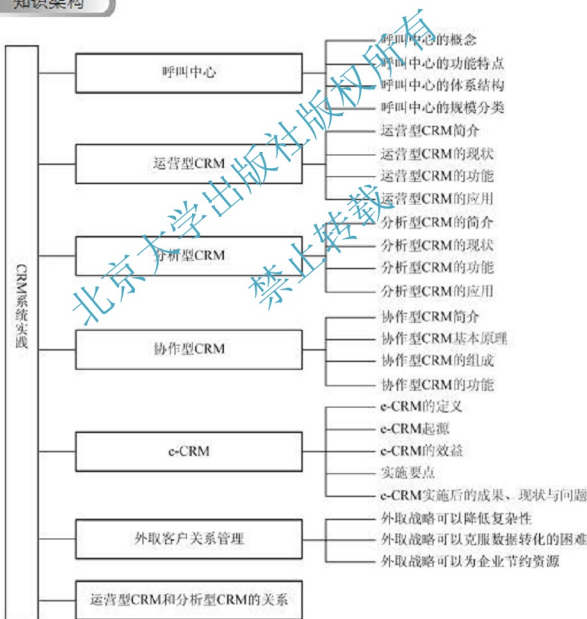 知识架构
CRM系统实践
呼叫中心
呼叫中心的概念
呼叫中心的功能特点
呼叫中心的体系结构
呼叫中心的规模分类
运营型CRM
运营型CRM简介
运营型CRM的现状
运营型CRM的功能
运营型CRM的应用
分析型CRM
分析型CRM的简介
分析型CRM的现状
分析型CRM的功能
分析型CRM的应用
协作型CRM
协作型CRM简介
协作型CRM基本原理
协作型CRM的组成
协作型CRM的功能
e-CRM
e-CRM的定义
e-CRM起源
e-CRM的效益
实施要点
e-CRM实施后的成果、现状与问题
外取客户关系管理
外取战略可以降低复杂性
外取战略可以克服数据转化的困难
外取战略可以为企业节约资源
运营型CRM和分析型CRM的关系
北京大学出版社版权所有
禁止转载